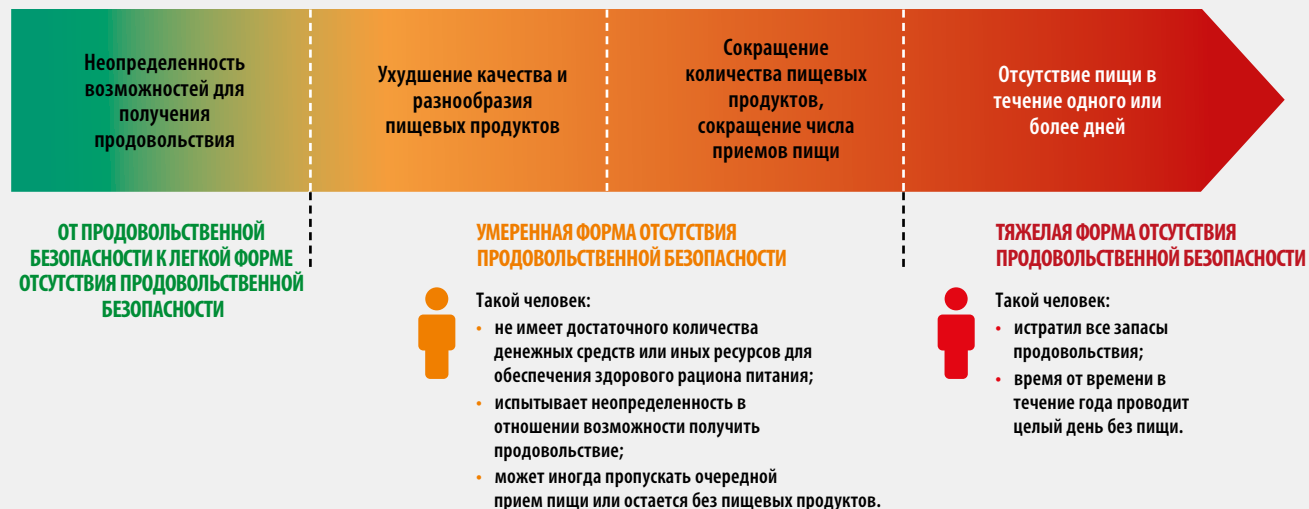 Неопределенность
возможностей для
получения
продовольствия
Ухудшение качества и
разнообразия
пищевых продуктов
Сокращение
количества пищевых
продуктов,
сокращение числа
приемов пищи
Отсутствие пищи в
течение одного или
более дней
ОТ ПРОДОВОЛЬСТВЕННОЙ
БЕЗОПАСНОСТИ К ЛЕГКОЙ ФОРМЕ
ОТСУТСТВИЯ ПРОДОВОЛЬСТВЕННОЙ
БЕЗОПАСНОСТИ
УМЕРЕННАЯ ФОРМА ОТСУТСТВИЯ
ПРОДОВОЛЬСТВЕННОЙ БЕЗОПАСНОСТИ
Такой человек:
• не имеет достаточного количества
денежных средств или иных ресурсов для
обеспечения здорового рациона питания;
• испытывает неопределенность в
отношении возможности получить
продовольствие;
• может иногда пропускать очередной
прием пищи или остается без пищевых продуктов.
ТЯЖЕЛАЯ ФОРМА ОТСУТСТВИЯ
ПРОДОВОЛЬСТВЕННОЙ БЕЗОПАСНОСТИ
Такой человек:
• истратил все запасы
продовольствия;
• время от времени в
течение года проводит
целый день без пищи.